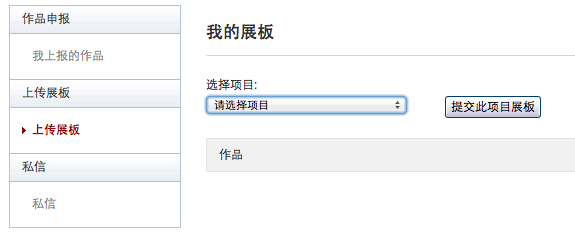 作品申报
我上报的作品
上传展板
上传展板
私信
私信
我的展板
选择项目:
请选择项目
提交此项目展板
作品